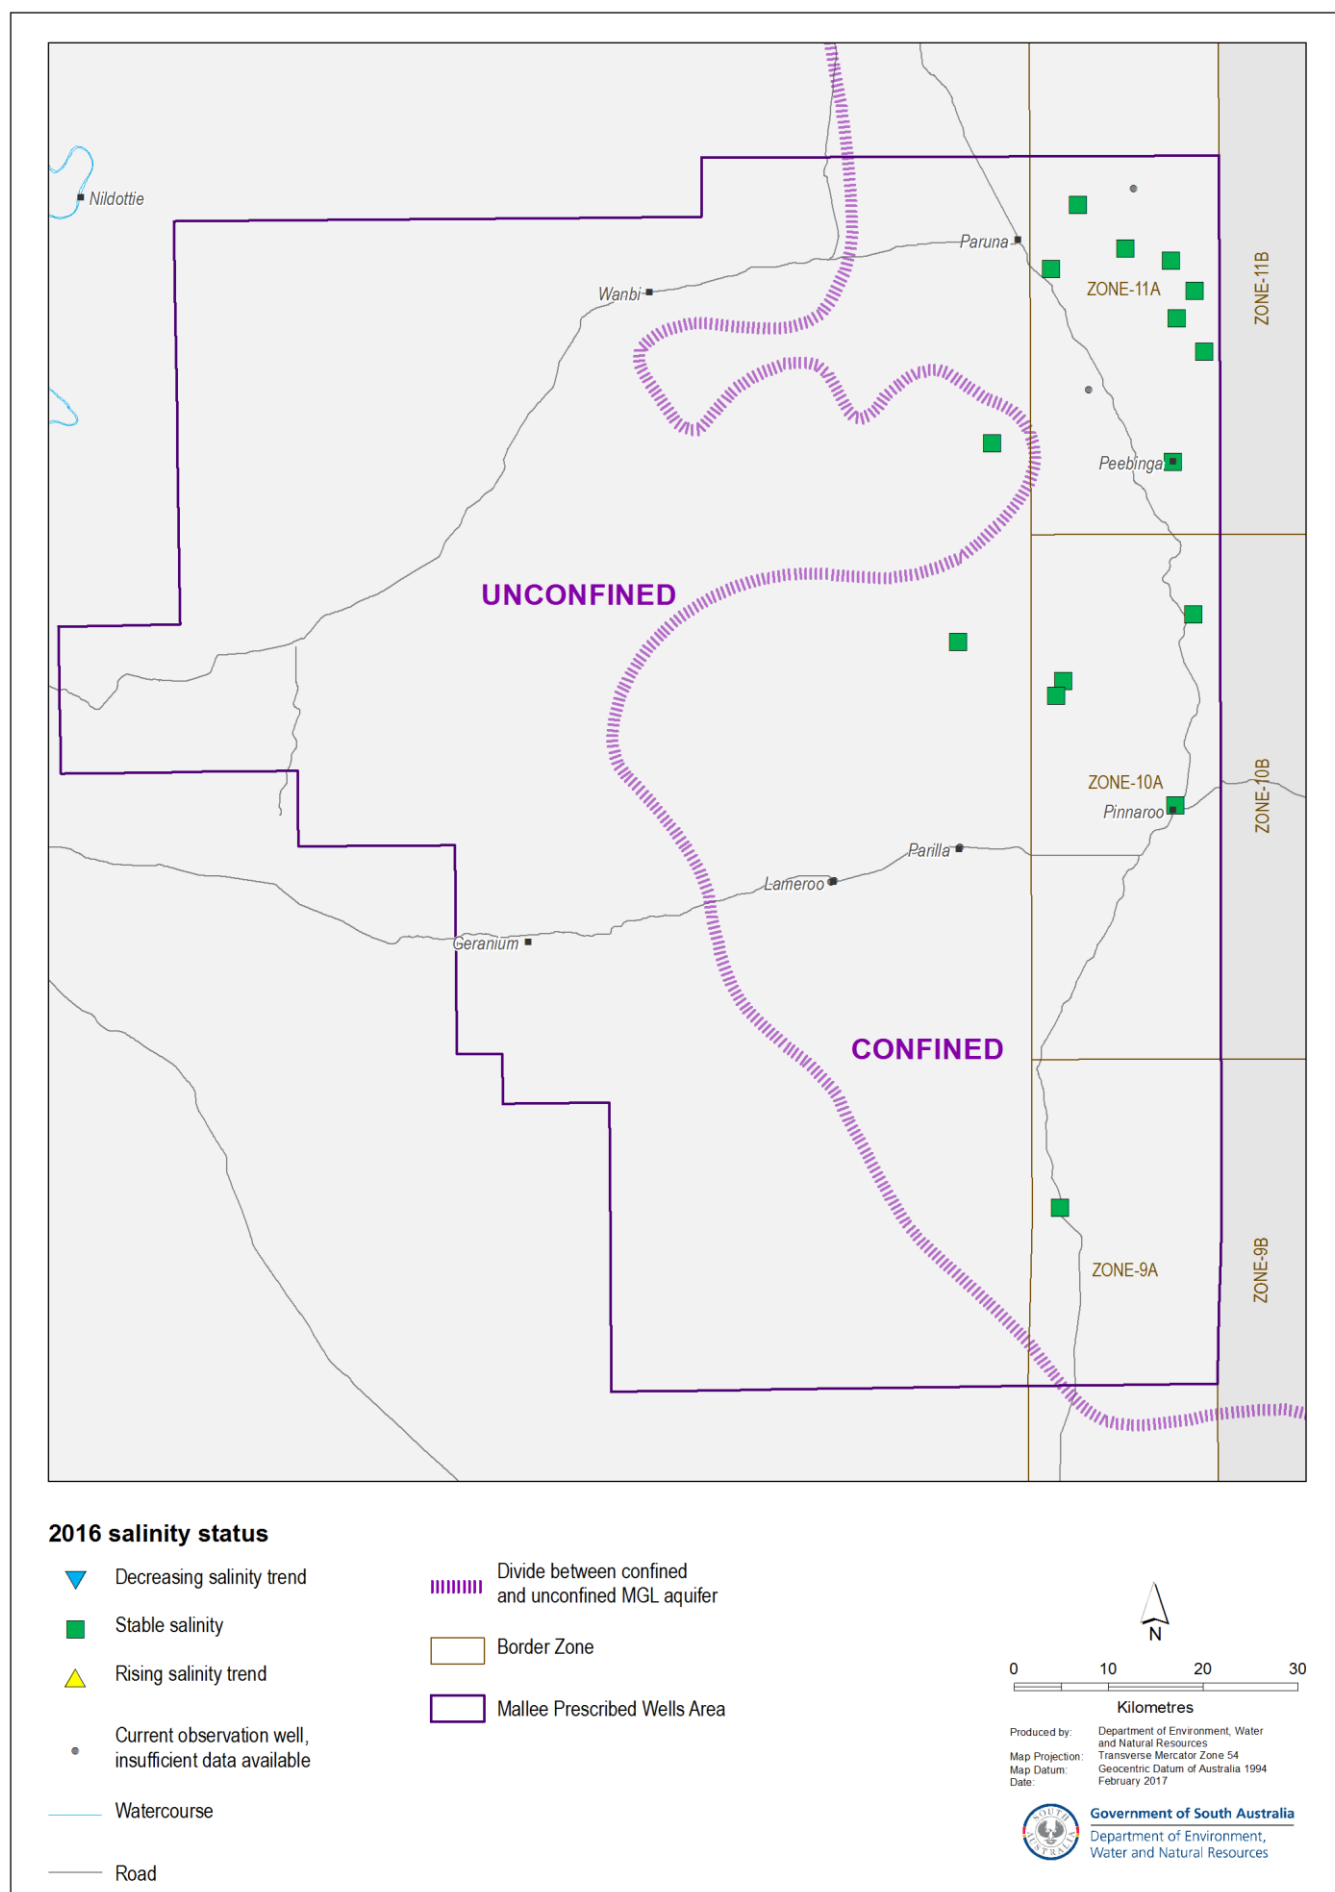 Nildottie
Paruna
Wanbi
ZONE-11A
ZONE-11B
Peebinga
UNCONFINED
ZONE-10A
ZONE-10B
Pinnaroo
Parilla
Lameroo
Geranium
CONFINED
ZONE-9A
ZONE-9B
2016 salinity status
Decreasing salinity trend
Stable salinity
Rising salinity trend
Current observation well,
insufficient data available
Watercourse
Road
Divide between confined
and unconfined MGL aquifer
Border Zone
Mallee Prescribed Wells Area
N
0 10 20 30
Kilometres
Produced by: Department of Environment, Water
and Natural Resources
Map Projection: Transverse Mercator Zone 54
Map Datum: Geocentric Datum of Australia 1994
Date: February 2017
SOUTH AUSTRALIA
Government of South Australia
Department of Environment,
Water and Natural Resources